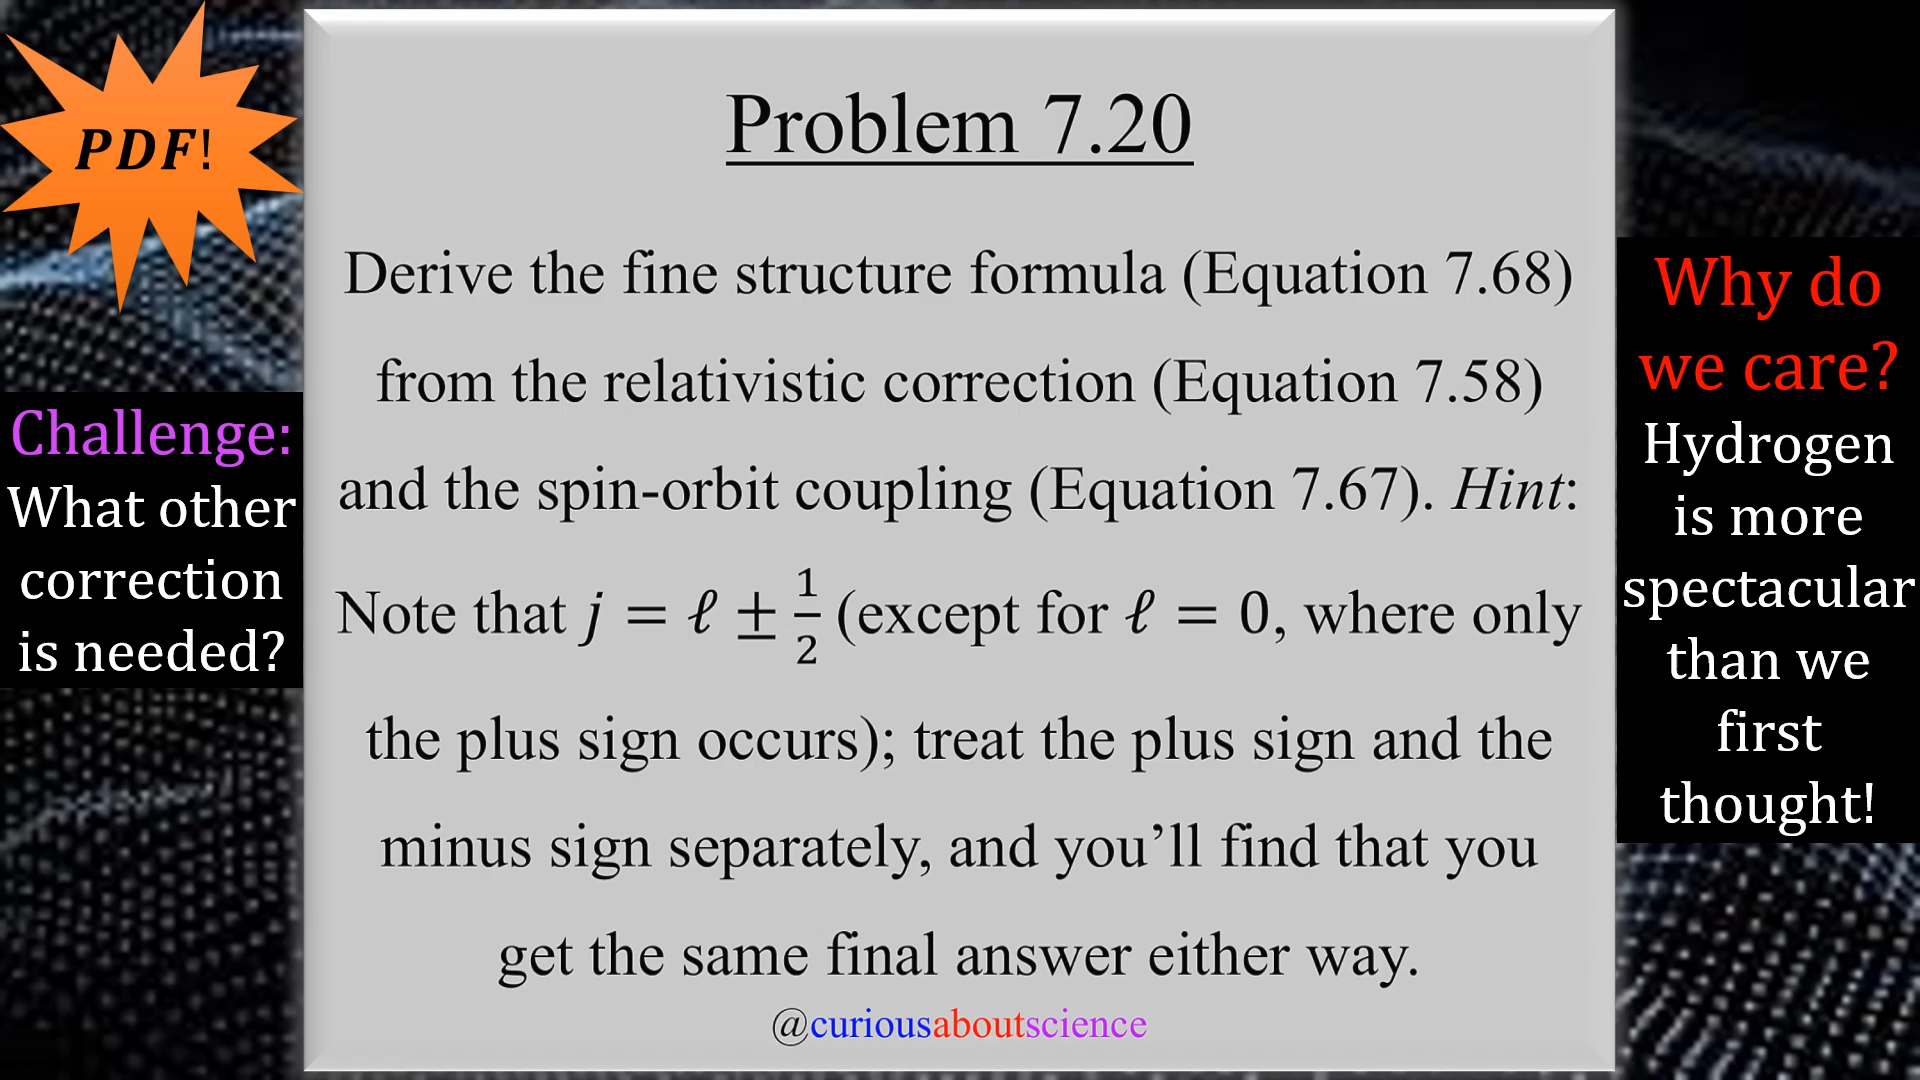 PDF!
Problem 7.20
Derive the fine structure formula (Equation 7.68)
from the relativistic correction (Equation 7.58)
and the spin-orbit coupling (Equation 7.67). Hint:
Note that j = ℓ ± 1/2 (except for ℓ = 0, where only
the plus sign occurs); treat the plus sign and the
minus sign separately, and you’ll find that you
get the same final answer either way.
@curiousaboutscience
Challenge:
What other
correction
is needed?
Why do
we care?
Hydrogen
is more
spectacular
than we
first
thought!